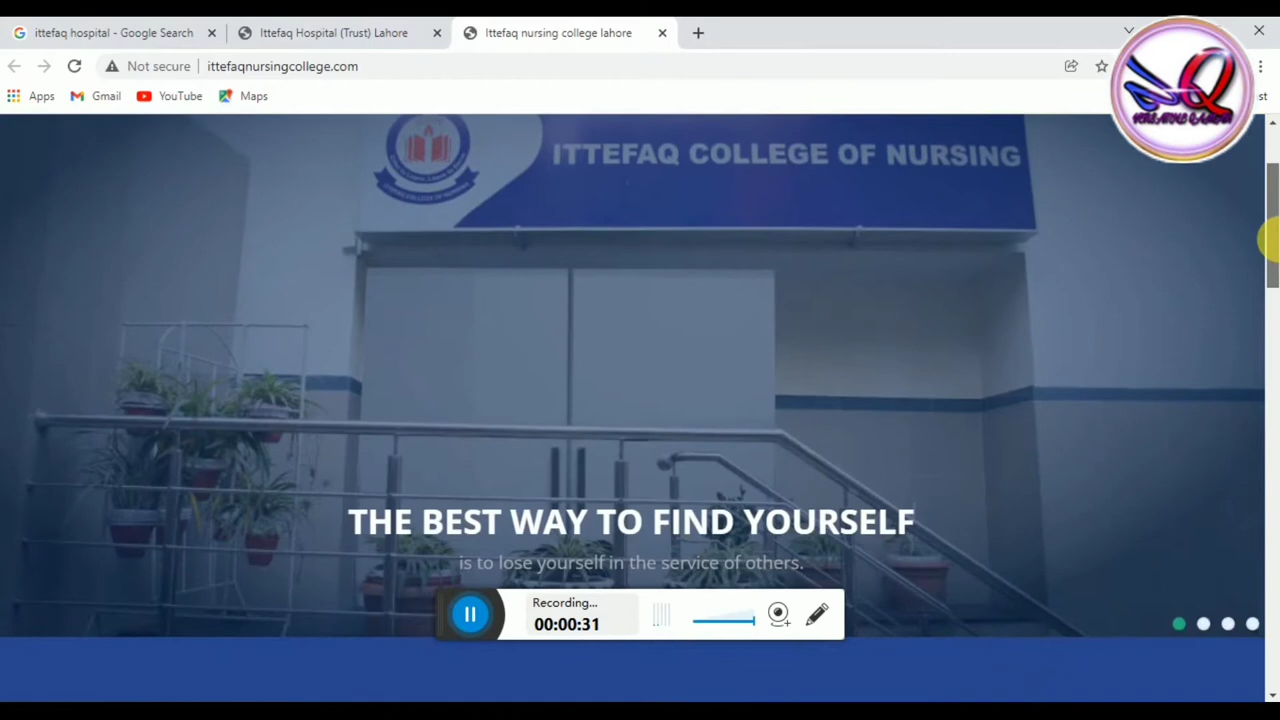 ittefaq hospital - Google Search
Ittefaq Hospital (Trust) Lahore
Ittefaq nursing college lahore
Not secure
ittefaqnursingcollege.com
Apps
Gmail
YouTube
Maps
st
ITTEFAQ COLLEGE OF NURSING
THE BEST WAY TO FIND YOURSELF
is to lose yourself in the service of others.
Recording...
00:00:31